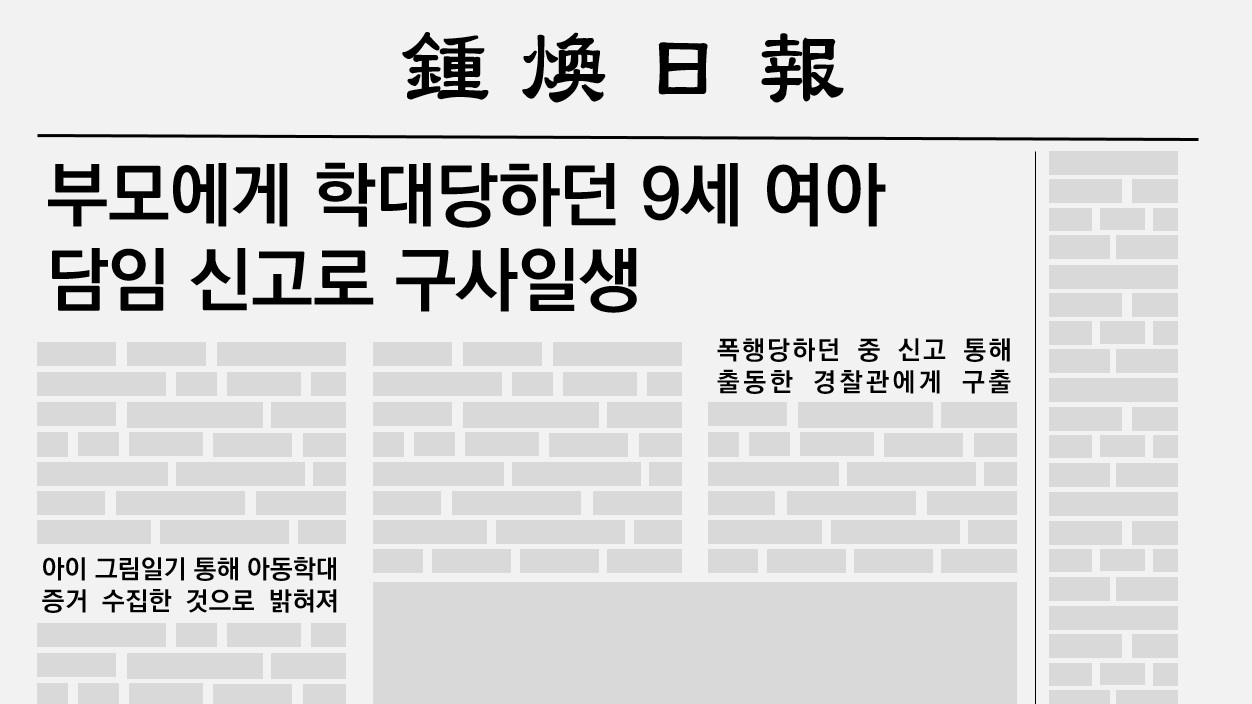 鍾煥日報
부모에게 학대당하던 9세 여아
담임 신고로 구사일생
폭행당하던 중 신고 통해
출동한 경찰관에게 구출
아이 그림일기 통해 아동학대
증거 수집한 것으로 밝혀져